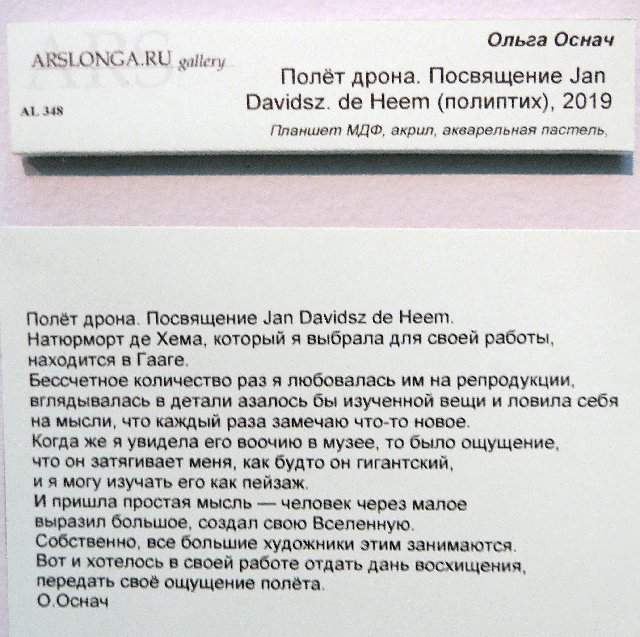 Ольга Оснач
ARSLONGA.RU gallery
Полёт дрона. Посвящение Jan
Davidsz. de Heem (полиптих), 2019
AL 348
Планшет МДФ, акрил, акварельная пастель,
Полёт дрона. Посвящение Jan Davidsz de Heem.
Натюрморт де Хема, который я выбрала для своей работы,
находится в Гааге.
Бессчетное количество раз я любовалась им на репродукции,
вглядывалась в детали азалось бы изученной вещи и ловила себя
на мысли, что каждый раза замечаю что-то новое.
Когда же я увидела его воочию в музее, то было ощущение,
что он затягивает меня, как будто он гигантский,
и я могу изучать его как пейзаж.
И пришла простая мысль — человек через малое
выразил большое, создал свою Вселенную.
Собственно, все большие художники этим занимаются.
Вот и хотелось в своей работе отдать дань восхищения,
передать своё ощущение полёта.
О.Оснач